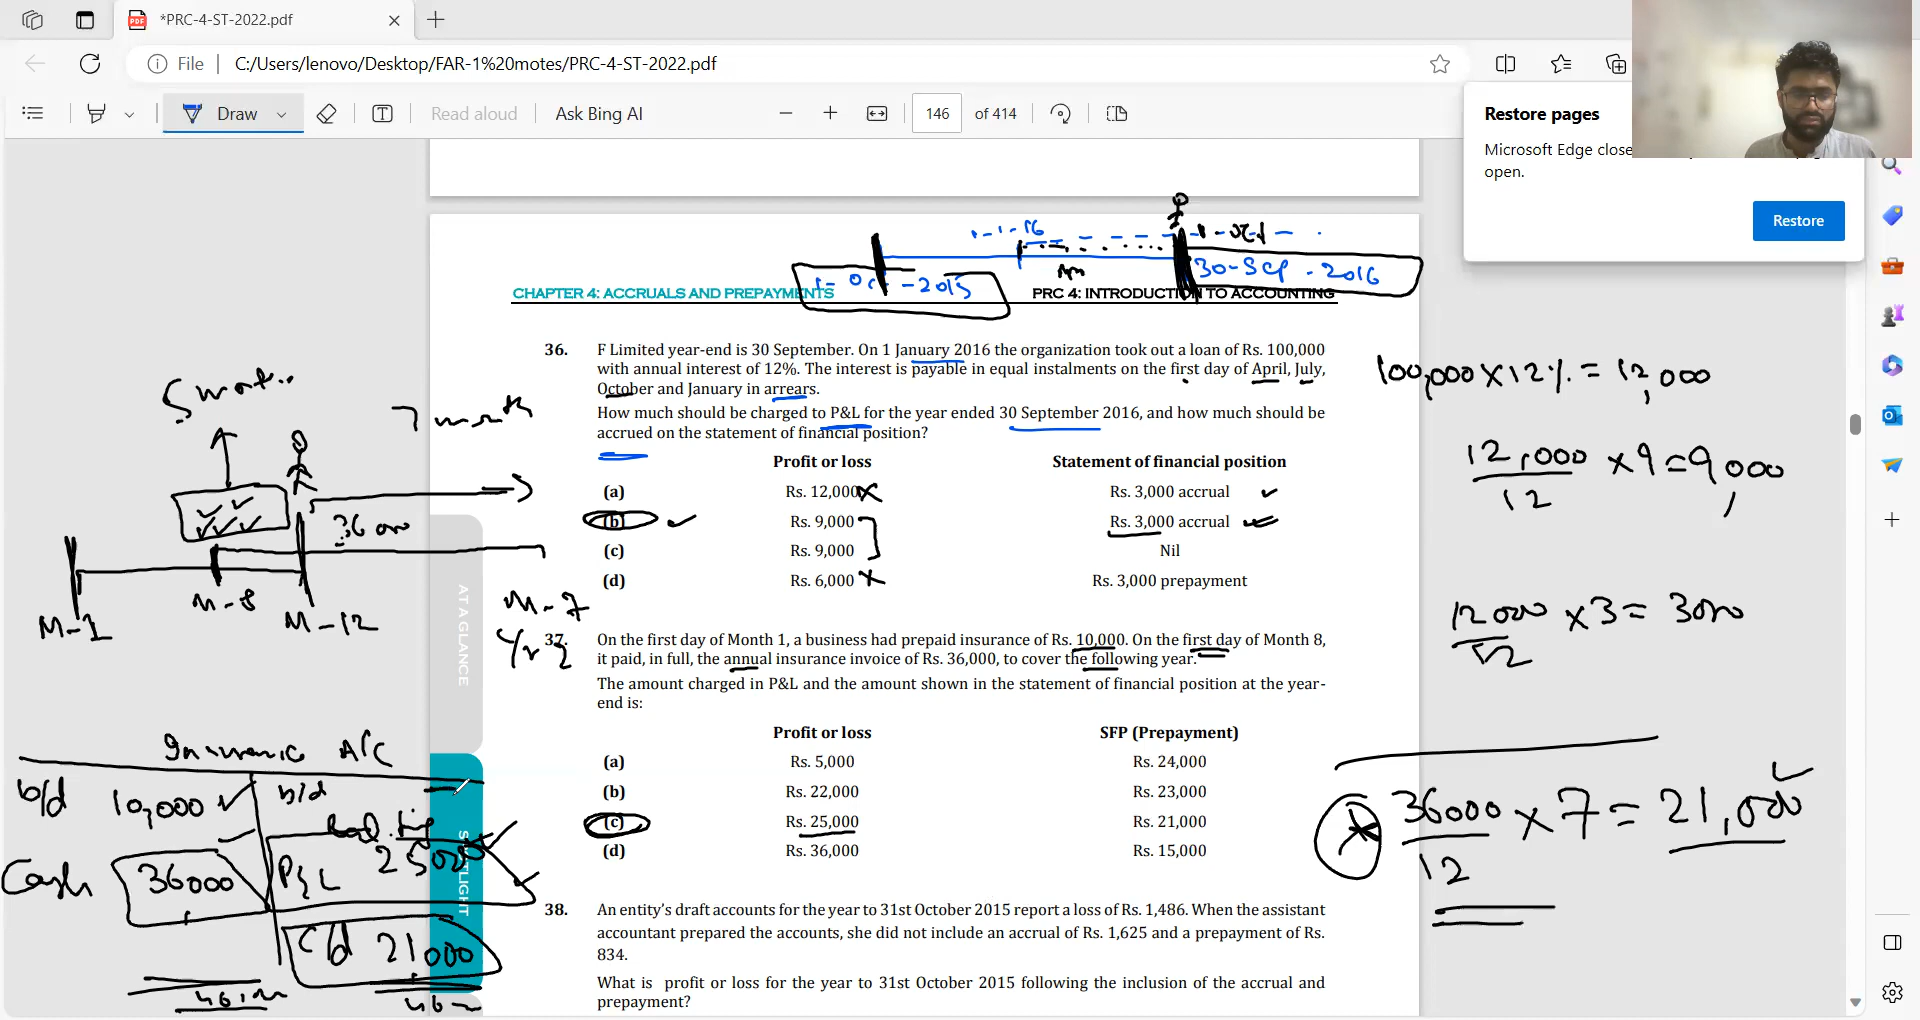 *PRC-4-ST-2022.pdf
File
C:/Users/lenovo/Desktop/FAR-1%20motes/PRC-4-ST-2022.pdf
Draw
Read aloud
Ask Bing AI
146 of 414
Restore pages
Microsoft Edge close
open.
Restore
1-1-16
1-Oct
1-Oct-2015
30-Sep-2016
CHAPTER 4: ACCRUALS AND PREPAYMENTS
PRC 4: INTRODUCTION TO ACCOUNTING
36. F Limited year-end is 30 September. On 1 January 2016 the organization took out a loan of Rs. 100,000
with annual interest of 12%. The interest is payable in equal instalments on the first day of April, July,
October and January in arrears.
How much should be charged to P&L for the year ended 30 September 2016, and how much should be
accrued on the statement of financial position?
Profit or loss Statement of financial position
(a) Rs. 12,000 Rs. 3,000 accrual
(b) Rs. 9,000 Rs. 3,000 accrual
(c) Rs. 9,000 Nil
(d) Rs. 6,000 Rs. 3,000 prepayment
100,000 x 12% = 12,000
12,000 x 9 = 9,000
12
12000 x 3 = 3000
12
7 month
M-1
M-8
M-12
M-7
AT A GLANCE
37. On the first day of Month 1, a business had prepaid insurance of Rs. 10,000. On the first day of Month 8,
it paid, in full, the annual insurance invoice of Rs. 36,000, to cover the following year.
The amount charged in P&L and the amount shown in the statement of financial position at the year-
end is:
Profit or loss SFP (Prepayment)
(a) Rs. 5,000 Rs. 24,000
(b) Rs. 22,000 Rs. 23,000
(c) Rs. 25,000 Rs. 21,000
(d) Rs. 36,000 Rs. 15,000
36000 x 7 = 21,000
12
Insurance A/C
b/d 10,000 b/d
Cash 36000 P&L 25000
c/d 21000
SPOTLIGHT
38. An entity’s draft accounts for the year to 31st October 2015 report a loss of Rs. 1,486. When the assistant
accountant prepared the accounts, she did not include an accrual of Rs. 1,625 and a prepayment of Rs.
834.
What is profit or loss for the year to 31st October 2015 following the inclusion of the accrual and
prepayment?